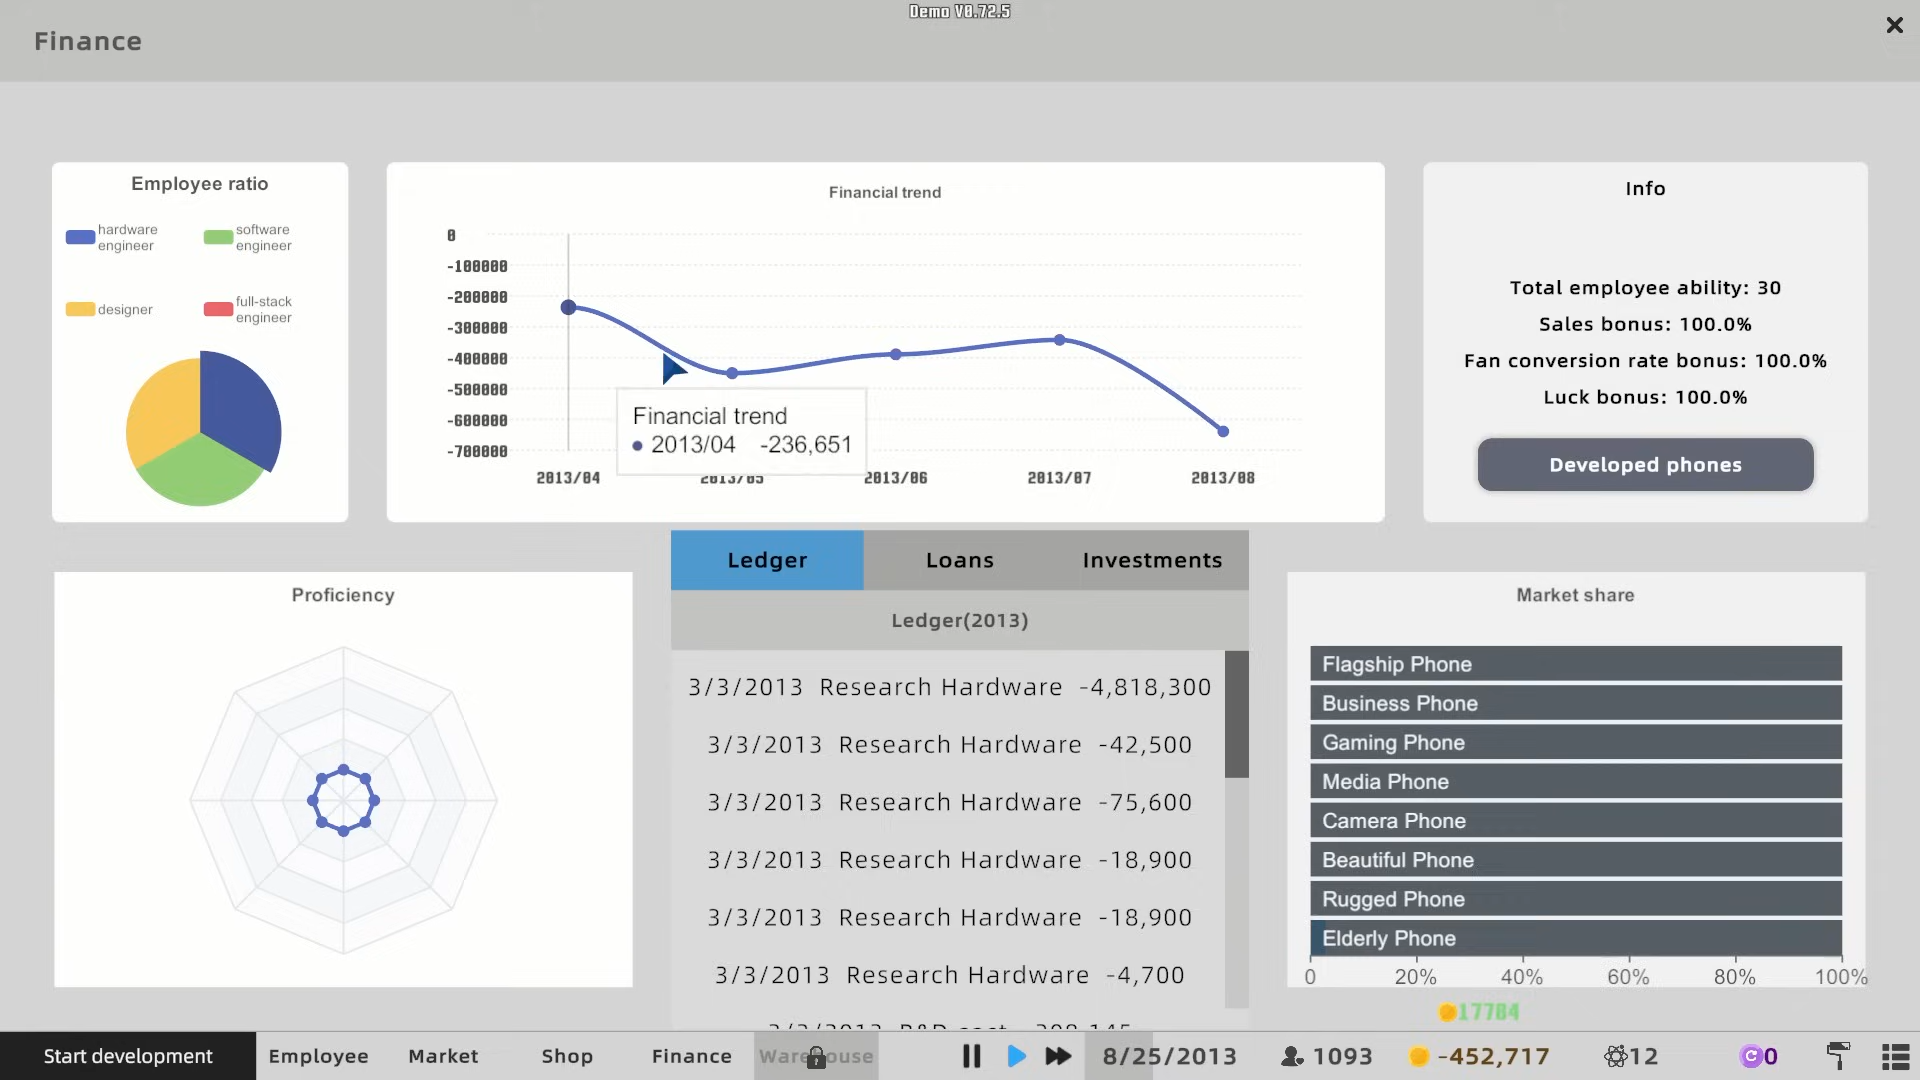 Demo V0.72.5
Finance
Employee ratio
hardware engineer
software engineer
designer
full-stack engineer
Financial trend
0
-100000
-200000
-300000
-400000
-500000
-600000
-700000
Financial trend
2013/04 -236,651
2013/04 2013/05 2013/06 2013/07 2013/08
Info
Total employee ability: 30
Sales bonus: 100.0%
Fan conversion rate bonus: 100.0%
Luck bonus: 100.0%
Developed phones
Proficiency
Ledger Loans Investments
Ledger(2013)
3/3/2013 Research Hardware -4,818,300
3/3/2013 Research Hardware -42,500
3/3/2013 Research Hardware -75,600
3/3/2013 Research Hardware -18,900
3/3/2013 Research Hardware -18,900
3/3/2013 Research Hardware -4,700
Market share
Flagship Phone
Business Phone
Gaming Phone
Media Phone
Camera Phone
Beautiful Phone
Rugged Phone
Elderly Phone
0 20% 40% 60% 80% 100%
17784
Start development Employee Market Shop Finance Warehouse 8/25/2013 1093 -452,717 12 0